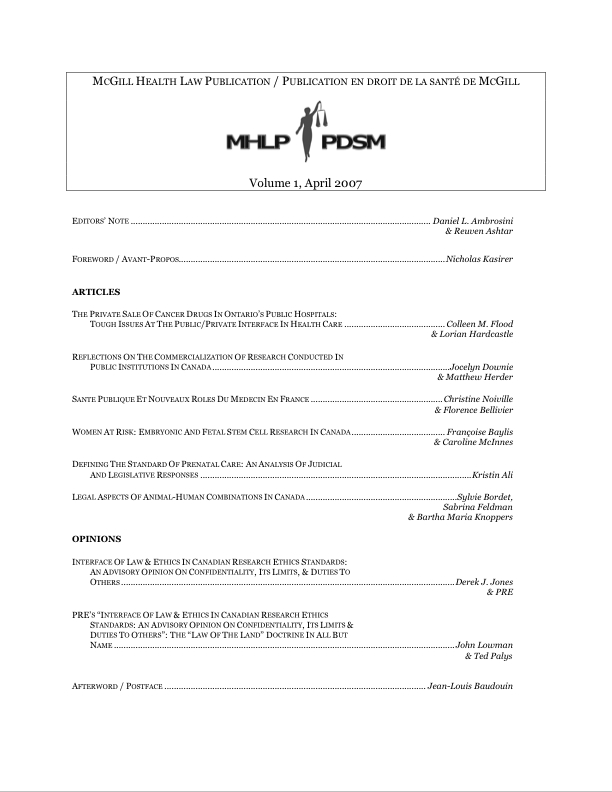 McGill Health Law Publication / Publication en droit de la santé de McGill
MHLP PDSM
Volume 1, April 2007
Editors' Note ........ Daniel L. Ambrosini
& Reuven Ashtar
Foreword / Avant-Propos........ Nicholas Kasirer
ARTICLES
The Private Sale Of Cancer Drugs In Ontario's Public Hospitals:
Tough Issues At The Public/Private Interface In Health Care ........ Colleen M. Flood
& Lorian Hardcastle
Reflections On The Commercialization Of Research Conducted In
Public Institutions In Canada ........ Jocelyn Downie
& Matthew Herder
Sante Publique Et Nouveaux Roles Du Medecin En France ........ Christine Noiville
& Florence Bellivier
Women At Risk: Embryonic And Fetal Stem Cell Research In Canada ........ Françoise Baylis
& Caroline McInnes
Defining The Standard Of Prenatal Care: An Analysis Of Judicial
And Legislative Responses ........ Kristin Ali
Legal Aspects Of Animal-Human Combinations In Canada ........ Sylvie Bordet,
Sabrina Feldman
& Bartha Maria Knoppers
OPINIONS
Interface Of Law & Ethics In Canadian Research Ethics Standards:
An Advisory Opinion On Confidentiality, Its Limits, & Duties To
Others ........ Derek J. Jones
& PRE
PRE's "Interface Of Law & Ethics In Canadian Research Ethics
Standards: An Advisory Opinion On Confidentiality, Its Limits &
Duties To Others": The "Law Of The Land" Doctrine In All But
Name ........ John Lowman
& Ted Palys
Afterword / Postface ........ Jean-Louis Baudouin